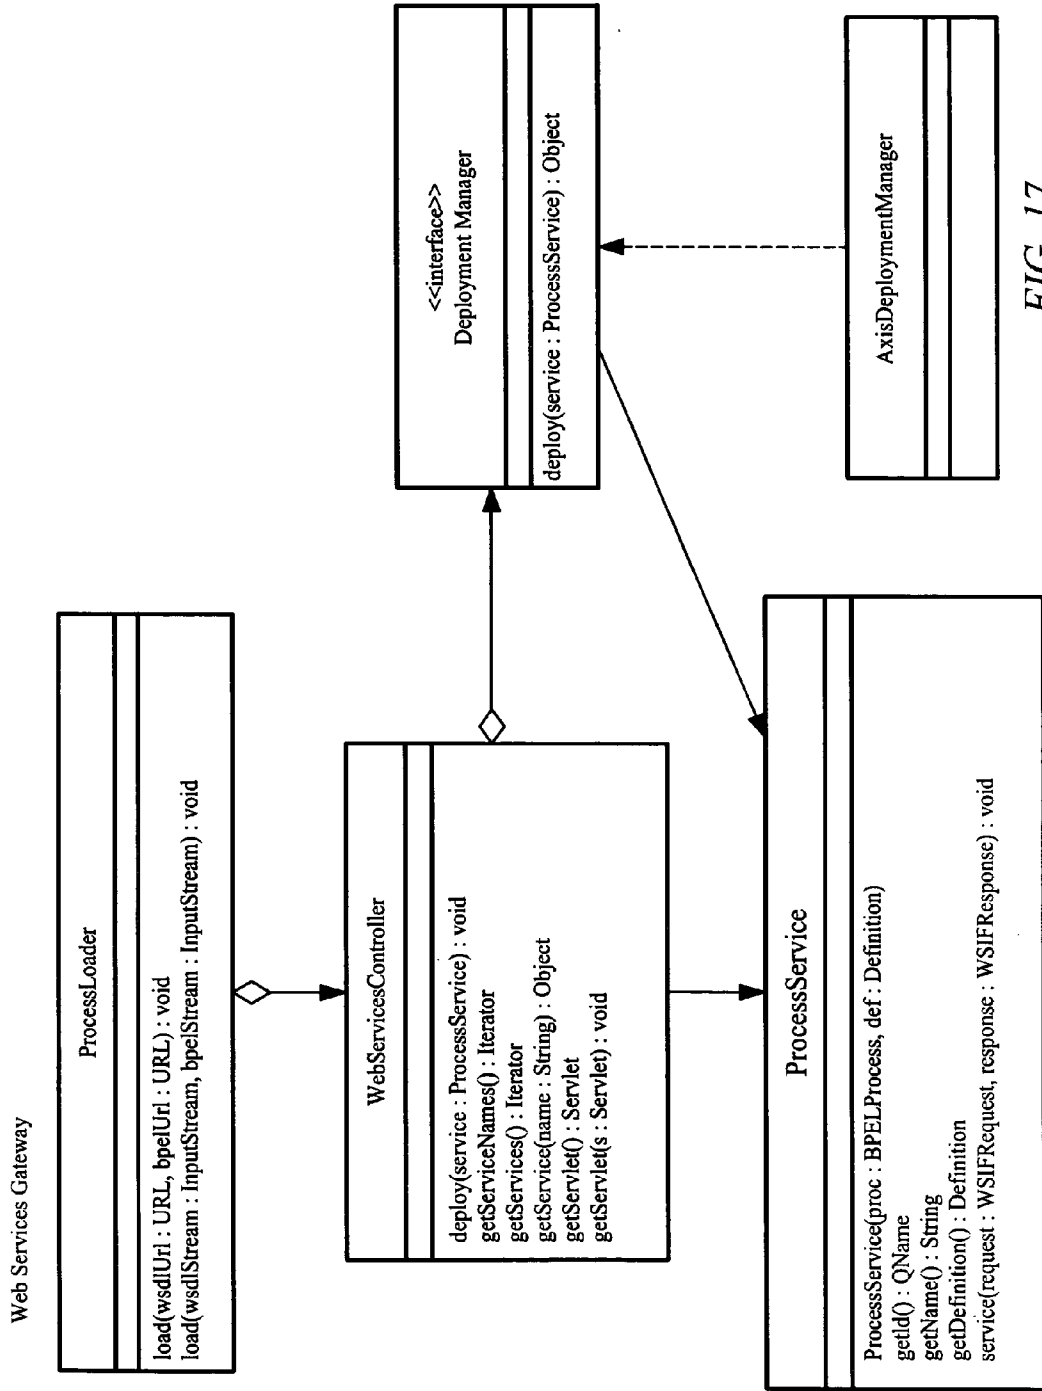 Web Services Gateway
ProcessLoader
load(wsdlUrl : URL, bpelUrl : URL) : void
load(wsdlStream : InputStream, bpelStream : InputStream) : void
WebServicesController
deploy(service : ProcessService) : void
getServiceNames() : Iterator
getServices() : Iterator
getService(name : String) : Object
getServlet() : Servlet
getServlet(s : Servlet) : void
<<interface>>
Deployment Manager
deploy(service : ProcessService) : Object
ProcessService
ProcessService(proc : BPELProcess, def : Definition)
getId() : QName
getName() : String
getDefinition() : Definition
service(request : WSIFRequest, response : WSIFResponse) : void
AxisDeploymentManager
FIG. 17